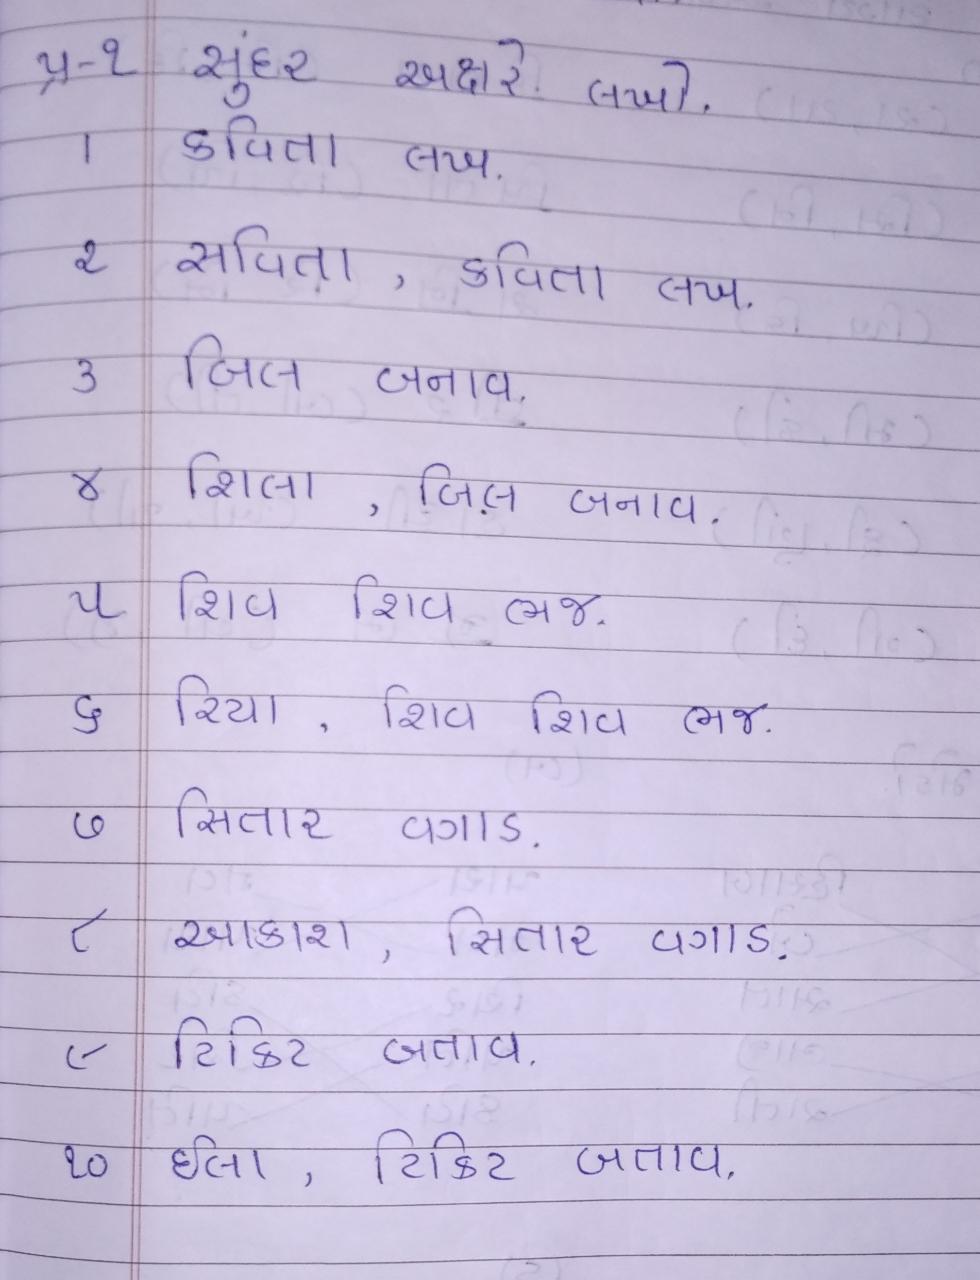 પ્ર-૧ સુંદર અક્ષરે લખો.
૧ કવિતા લખ.
૨ સવિતા, કવિતા લખ.
૩ બિલ બનાવ.
૪ શિલા, બિલ બનાવ.
૫ શિવ શિવ ભજ.
૬ રિયા, શિવ શિવ ભજ.
૭ સિતાર વગાડ.
૮ આકાશ, સિતાર વગાડ.
૯ ટિકિટ બતાવ.
૧૦ ઈલા, ટિકિટ બતાવ.